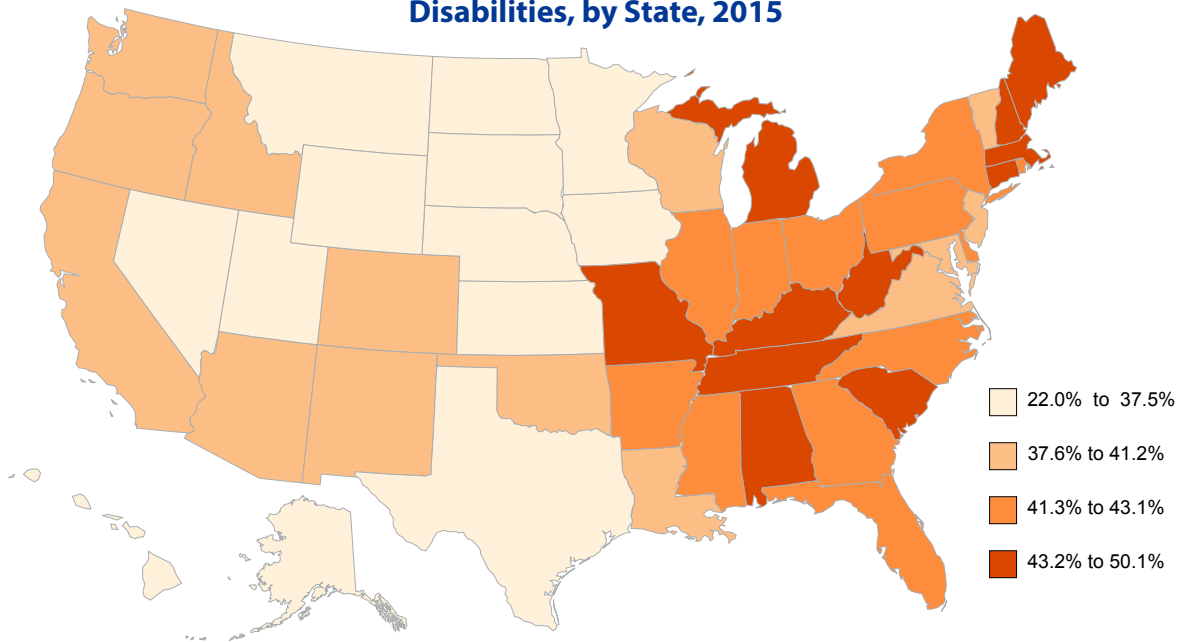 Disabilities, by State, 2015
22.0% to 37.5%
37.6% to 41.2%
41.3% to 43.1%
43.2% to 50.1%